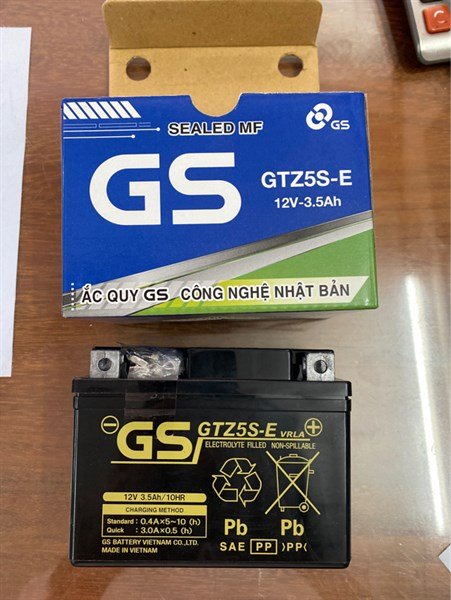 SEALED MF
GS
GS
GTZ5S-E
12V-3.5Ah
ẮC QUY GS CÔNG NGHỆ NHẬT BẢN
GS
GTZ5S-E VRLA
ELECTROLYTE FILLED NON-SPILLABLE
12V 3.5Ah/10HR
CHARGING METHOD
Standard : 0.4A×5~10 (h)
Quick : 3.0A×0.5 (h)
GS BATTERY VIETNAM CO.,LTD.
MADE IN VIETNAM
Pb Pb
SAE PP 〉PP〈
C